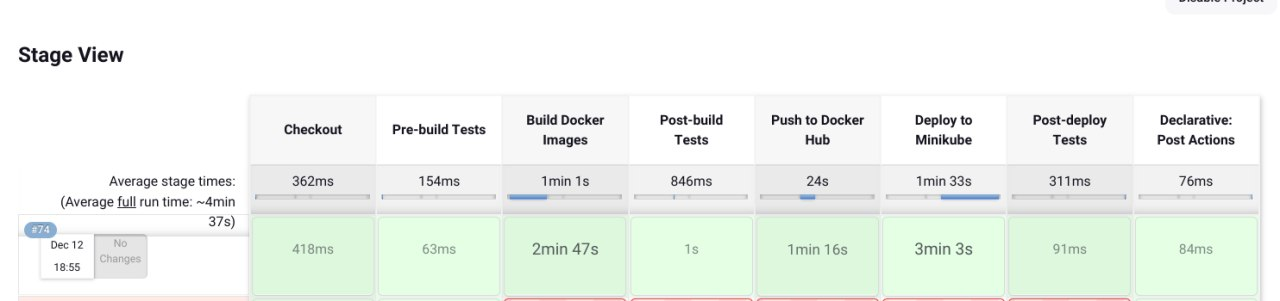 Disable Project
Stage View
Checkout
Pre-build Tests
Build Docker
Images
Post-build
Tests
Push to Docker
Hub
Deploy to
Minikube
Post-deploy
Tests
Declarative:
Post Actions
Average stage times:
(Average full run time: ~4min
37s)
362ms
154ms
1min 1s
846ms
24s
1min 33s
311ms
76ms
#74
Dec 12
18:55
No
Changes
418ms
63ms
2min 47s
1s
1min 16s
3min 3s
91ms
84ms